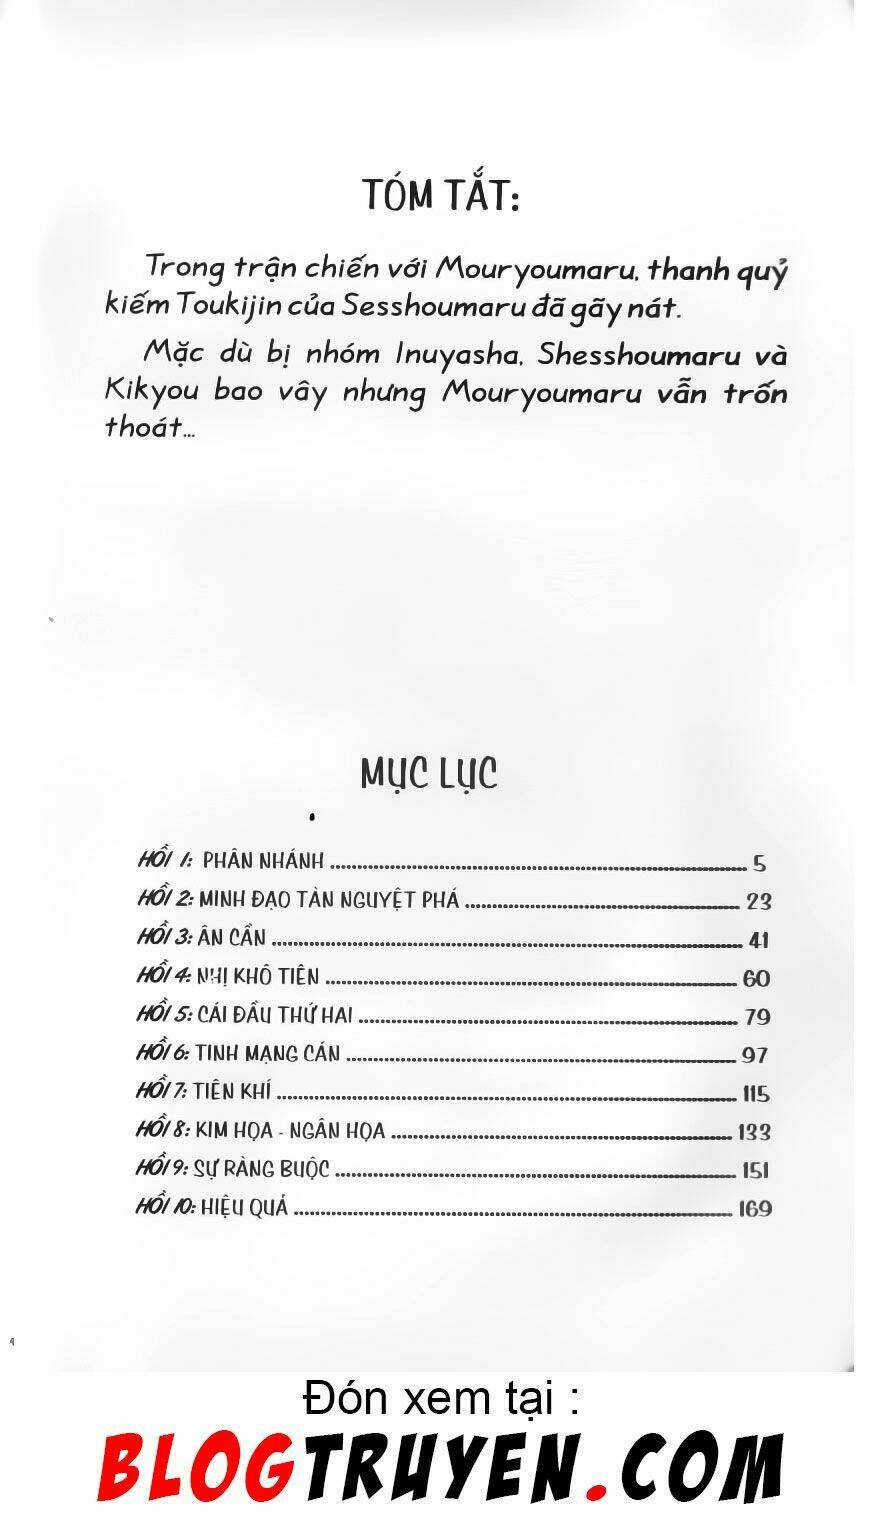 TÓM TẮT:
Trong trận chiến với Mouryoumaru, thanh quỷ
kiếm Toukijin của Sesshoumaru đã gãy nát.
Mặc dù bị nhóm Inuyasha, Shesshoumaru và
Kikyou bao vây nhưng Mouryoumaru vẫn trốn
thoát...
MỤC LỤC
HỒI 1: PHÂN NHÁNH ........ 5
HỒI 2: MINH ĐẠO TÀN NGUYỆT PHÁ ........ 23
HỒI 3: ÂN CẦN ........ 41
HỒI 4: NHỊ KHÔ TIÊN ........ 60
HỒI 5: CÁI ĐẦU THỨ HAI ........ 79
HỒI 6: TINH MẠNG CÁN ........ 97
HỒI 7: TIÊN KHÍ ........ 115
HỒI 8: KIM HỌA - NGÂN HỌA ........ 133
HỒI 9: SỰ RÀNG BUỘC ........ 151
HỒI 10: HIỆU QUẢ ........ 169
4
Đón xem tại :
BLOGTRUYEN.COM